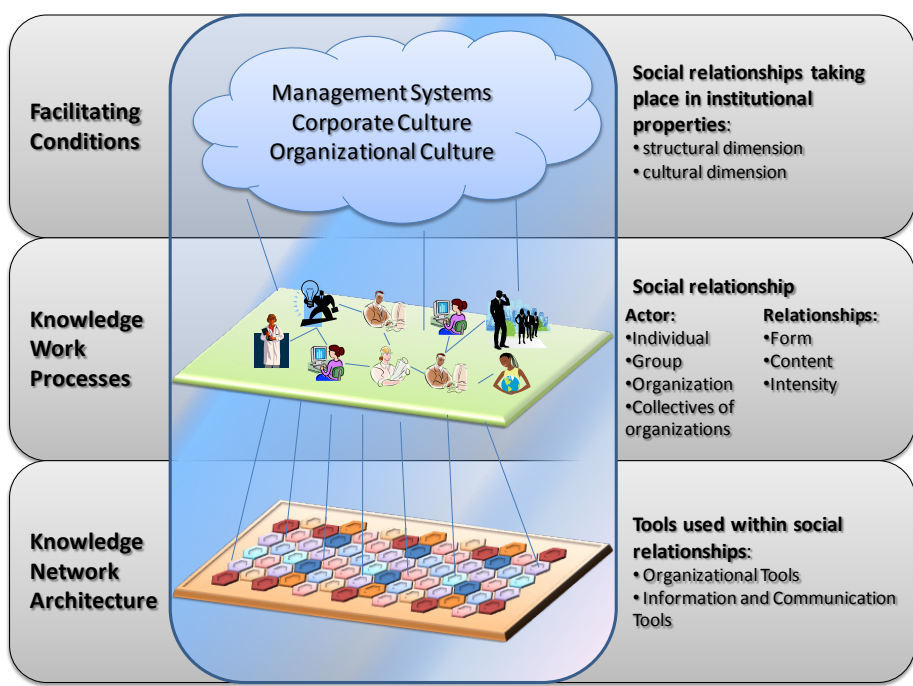 Facilitating
Conditions
Management Systems
Corporate Culture
Organizational Culture
Social relationships taking
place in institutional
properties:
• structural dimension
• cultural dimension
Knowledge
Work
Processes
Social relationship
Actor:
•Individual
•Group
•Organization
•Collectives of
organizations
Relationships:
•Form
•Content
•Intensity
Knowledge
Network
Architecture
Tools used within social
relationships:
• Organizational Tools
• Information and Communication
Tools